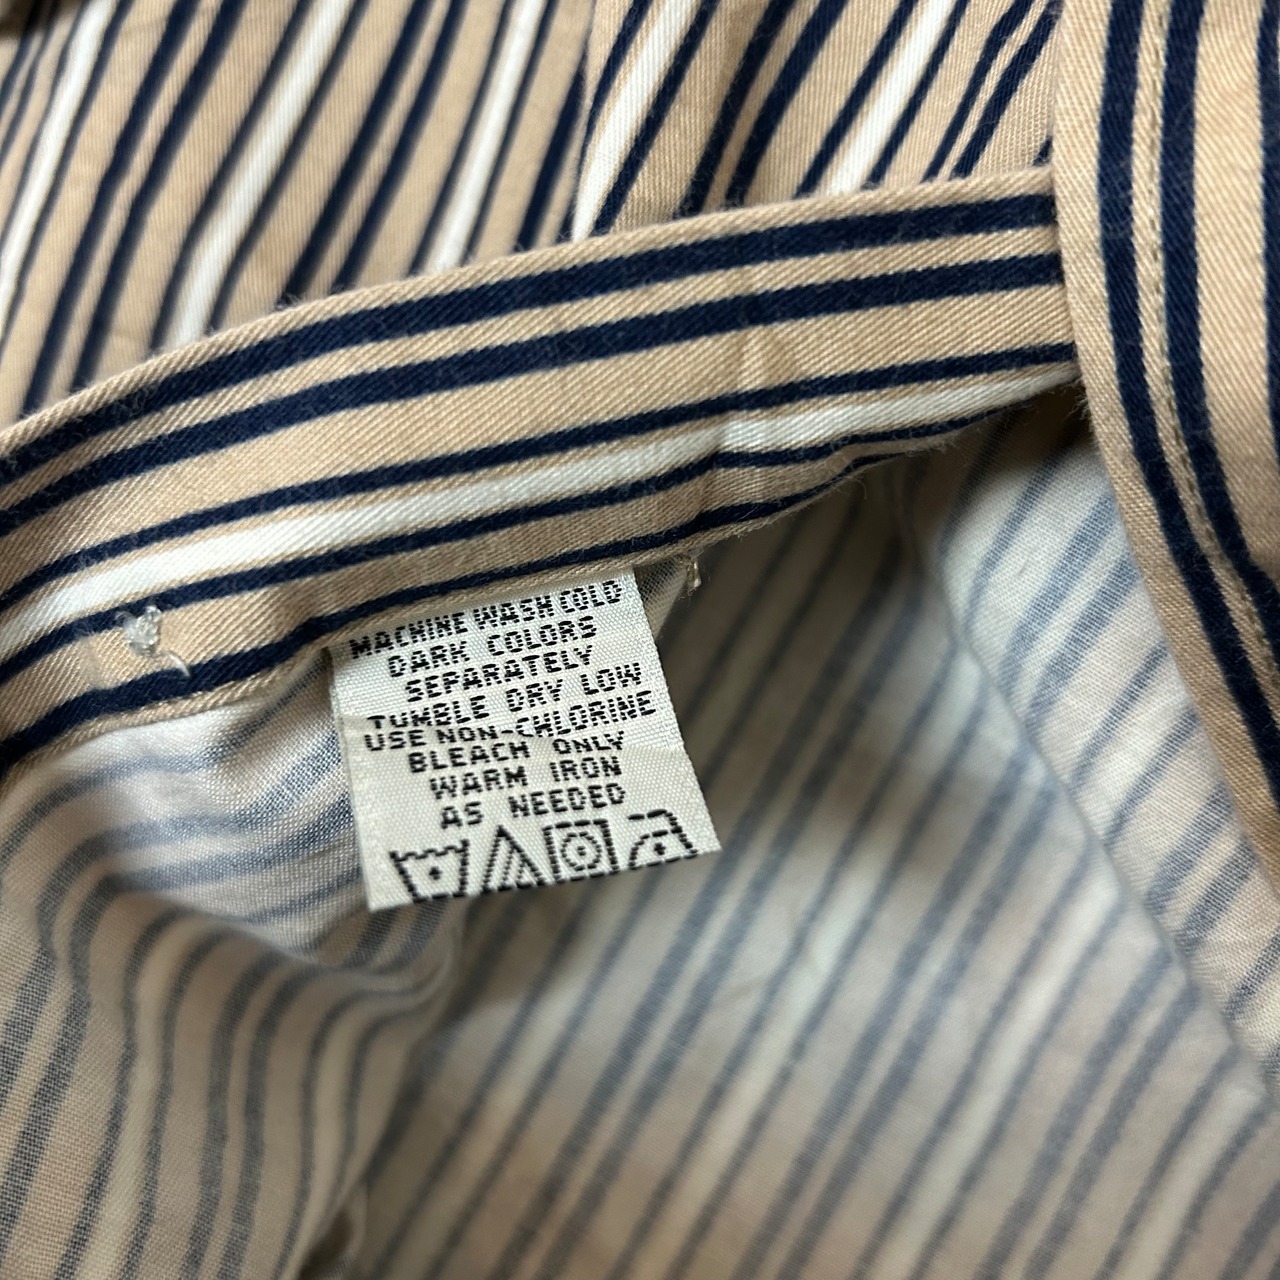 MACHINE WASH COLD
DARK COLORS
SEPARATELY
TUMBLE DRY LOW
USE NON-CHLORINE
BLEACH ONLY
WARM IRON
AS NEEDED